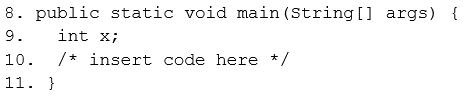 8. public static void main(String[] args) {
9.   int x;
10.  /* insert code here */
11. }